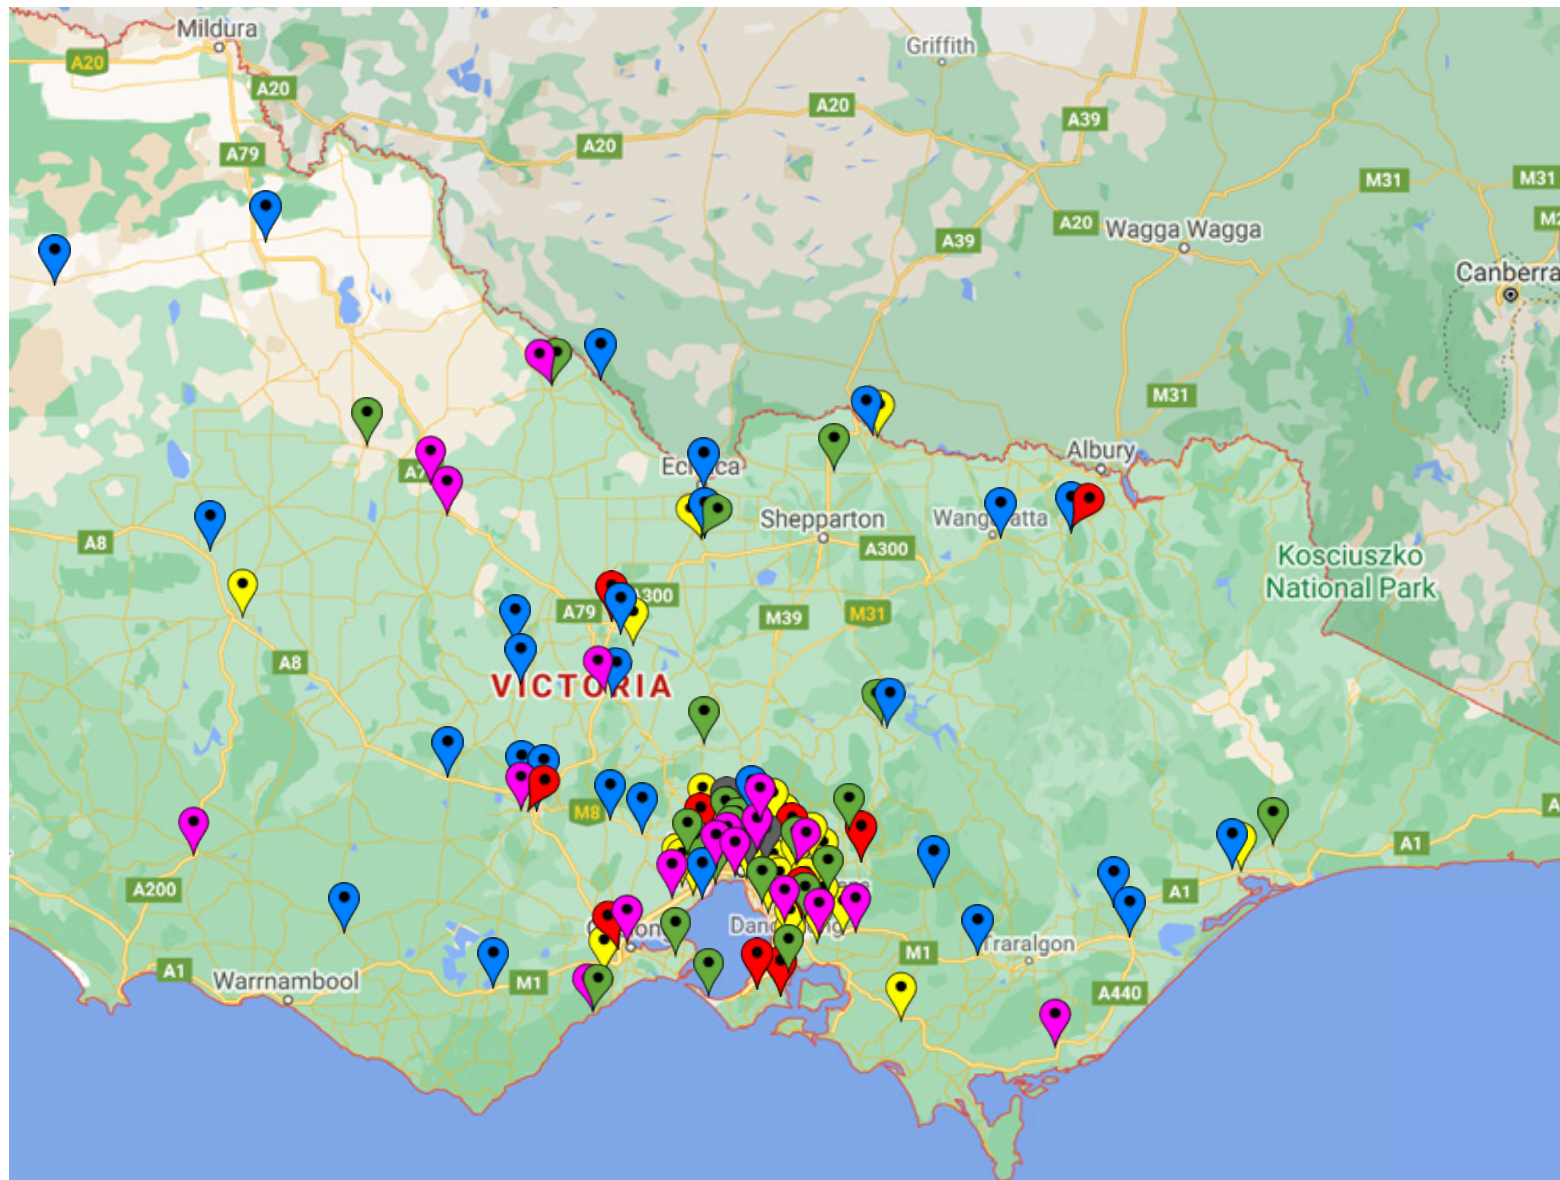 Mildura
Griffith
A20
A20
A20
A39
A20
A79
M31
M31
A20
Wagga Wagga
A39
Canberra
M31
Albury
Shepparton
A8
A300
Kosciuszko
National Park
A300
A79
M39
M31
A8
VICTORIA
M8
A1
A200
A1
M1
Traralgon
A1
Warrnambool
M1
A440